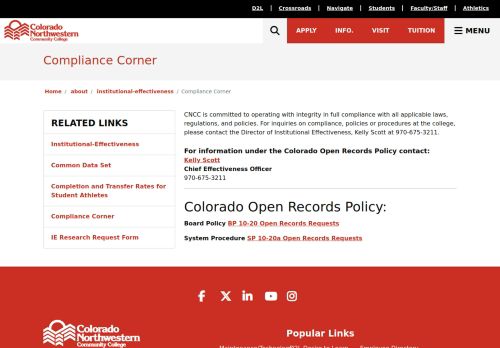 D2L | Crossroads | Navigate | Students | Faculty/Staff | Athletics
Colorado
Northwestern
Community College
APPLY INFO. VISIT TUITION MENU
Compliance Corner
Home / about / institutional-effectiveness / Compliance Corner
RELATED LINKS
Institutional-Effectiveness
Common Data Set
Completion and Transfer Rates for
Student Athletes
Compliance Corner
IE Research Request Form
CNCC is committed to operating with integrity in full compliance with all applicable laws,
regulations, and policies. For inquiries on compliance, policies or procedures at the college,
please contact the Director of Institutional Effectiveness, Kelly Scott at 970-675-3211.
For information under the Colorado Open Records Policy contact:
Kelly Scott
Chief Effectiveness Officer
970-675-3211
Colorado Open Records Policy:
Board Policy BP 10-20 Open Records Requests
System Procedure SP 10-20a Open Records Requests
Colorado
Northwestern
Community College
Popular Links